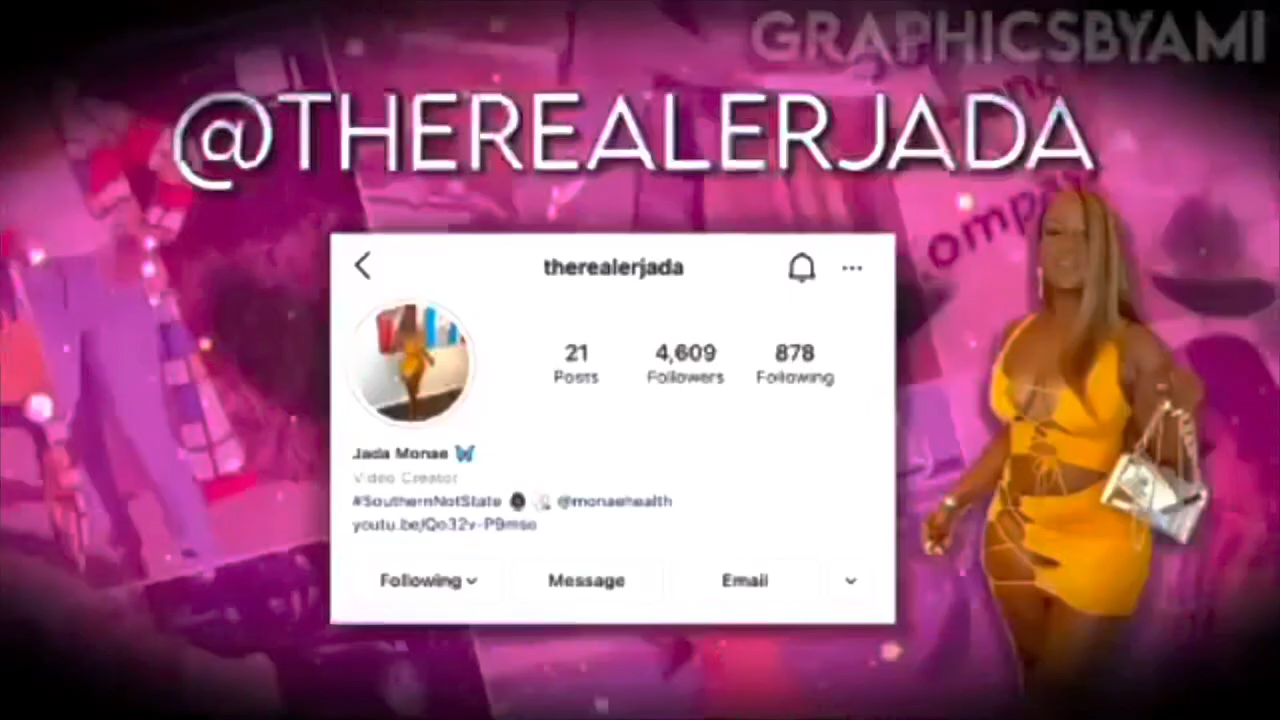 GRAPHICSBYAMI
@THEREALERJADA
therealerjada
21 4,609 878
Posts Followers Following
Jada Monae
Video Creator
#SouthernNotState @monaehealth
Following Message Email